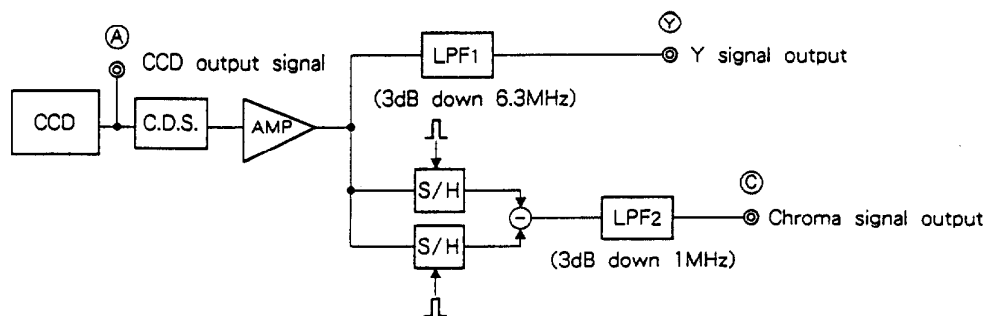 Ⓐ
CCD output signal
CCD
C.D.S.
AMP
LPF1
(3dB down 6.3MHz)
Ⓨ
Y signal output
S/H
S/H
−
LPF2
(3dB down 1MHz)
Ⓒ
Chroma signal output